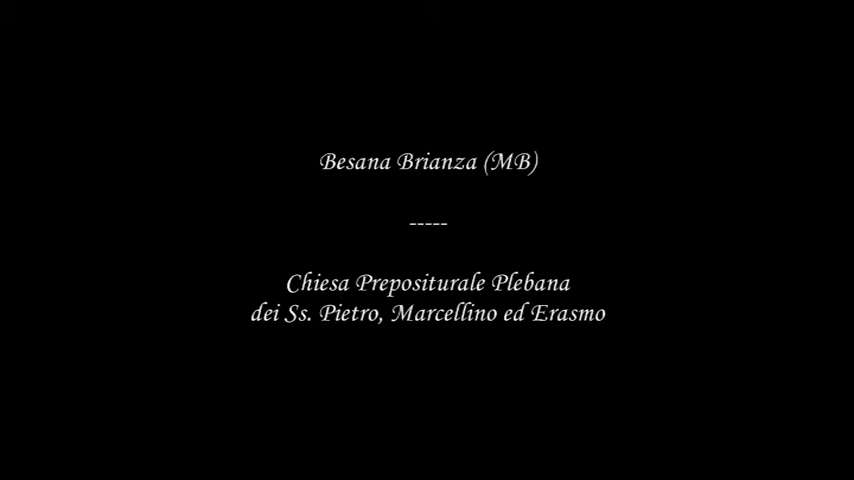 Besana Brianza (MB)
-----
Chiesa Prepositurale Plebana
dei Ss. Pietro, Marcellino ed Erasmo